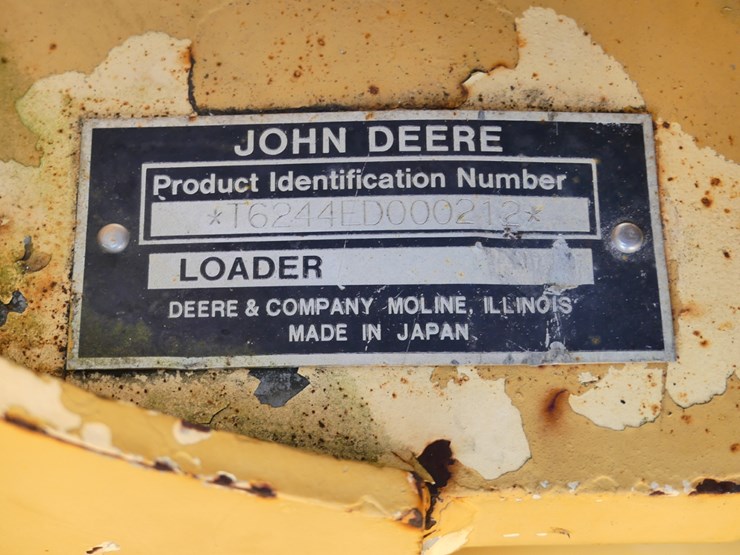 JOHN DEERE
Product Identification Number
*T6244ED000212*
LOADER
DEERE & COMPANY MOLINE, ILLINOIS
MADE IN JAPAN